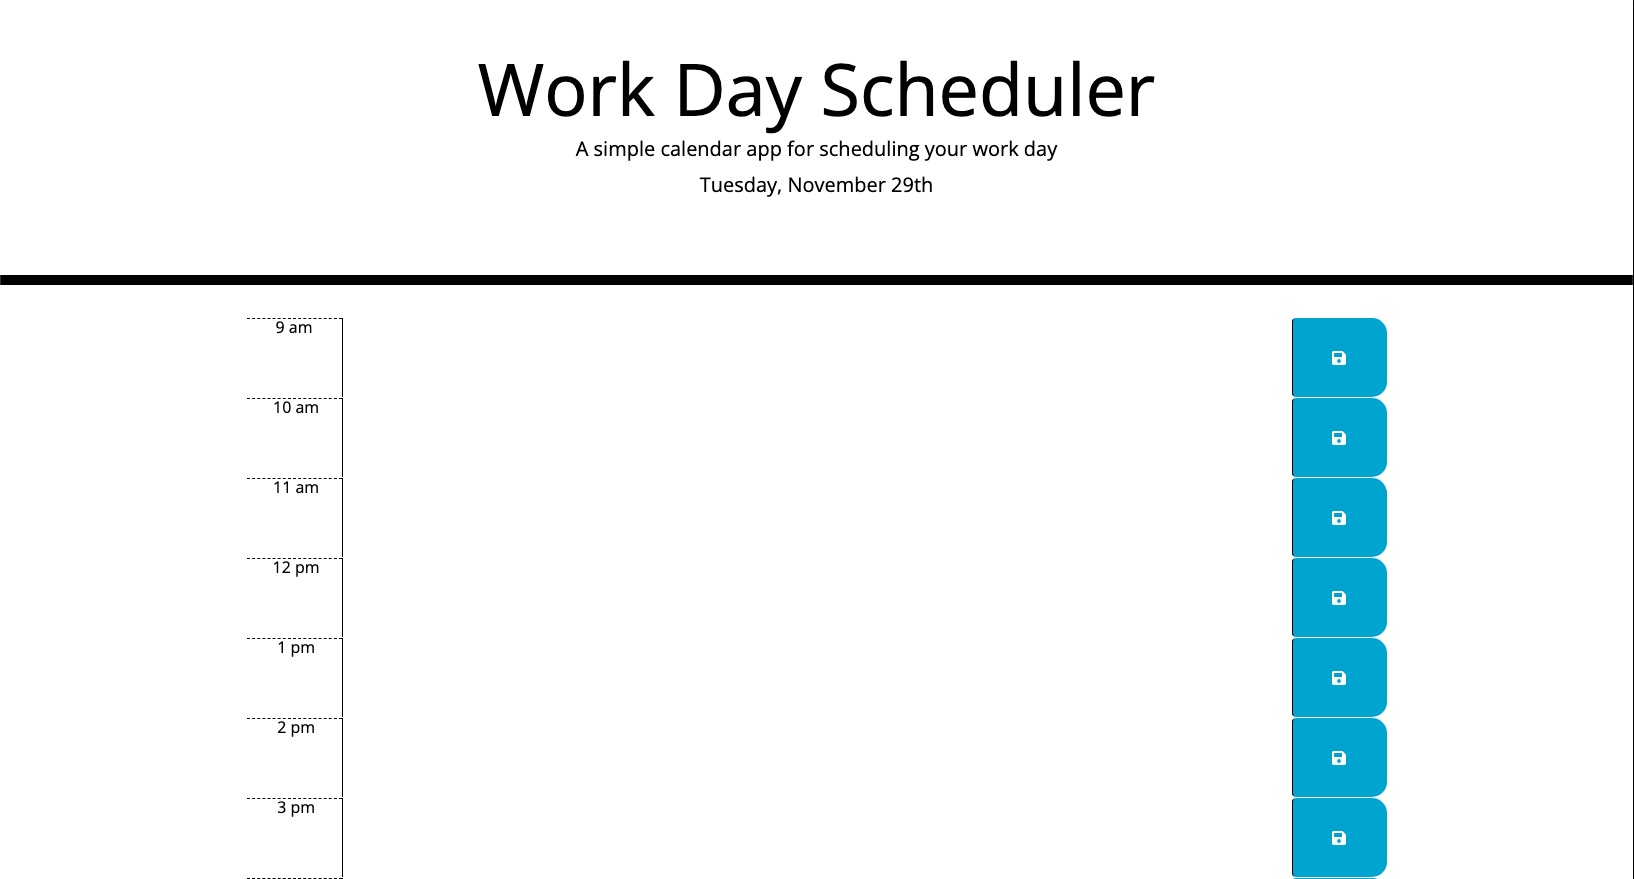 Work Day Scheduler
A simple calendar app for scheduling your work day
Tuesday, November 29th
9 am
10 am
11 am
12 pm
1 pm
2 pm
3 pm